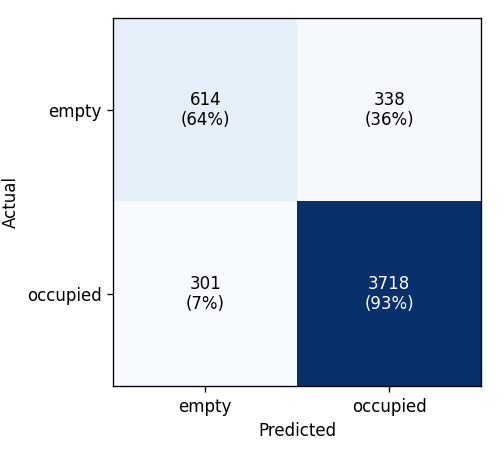 Actual
empty
614
(64%)
338
(36%)
occupied
301
(7%)
3718
(93%)
empty
occupied
Predicted